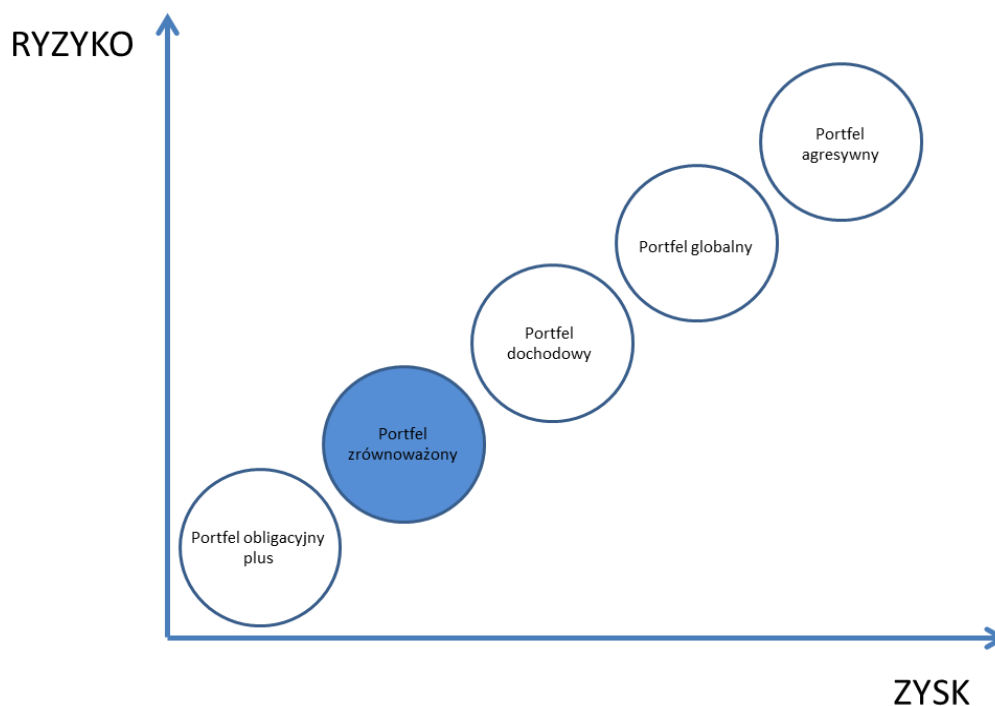 RYZYKO
Portfel
agresywny
Portfel globalny
Portfel
dochodowy
Portfel
zrównoważony
Portfel obligacyjny
plus
ZYSK